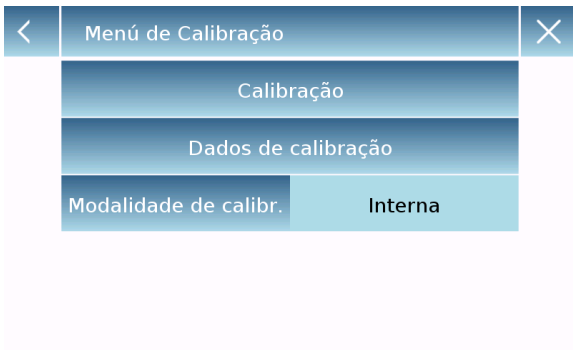 Menú de Calibração
Calibração
Dados de calibração
Modalidade de calibr. Interna